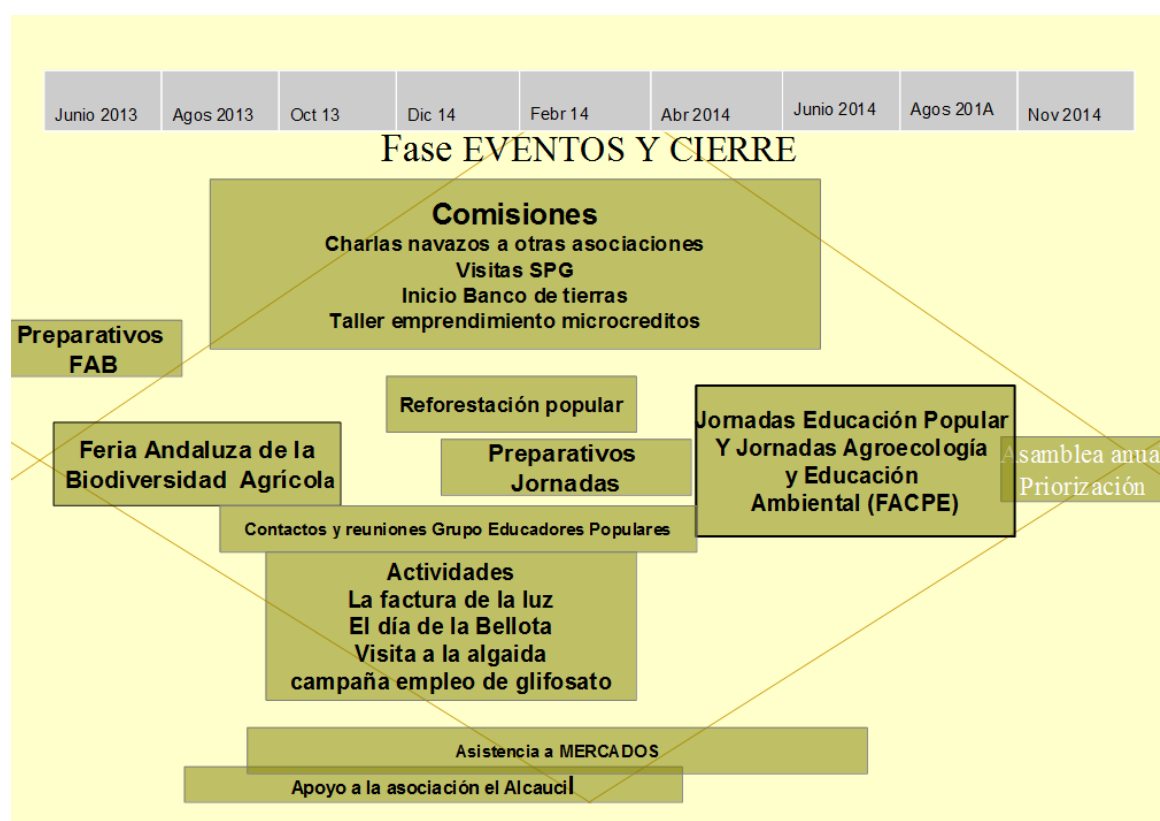 Junio 2013 Agos 2013 Oct 13 Dic 14 Febr 14 Abr 2014 Junio 2014 Agos 201A Nov 2014
Fase EVENTOS Y CIERRE
Comisiones
Charlas navazos a otras asociaciones
Visitas SPG
Inicio Banco de tierras
Taller emprendimiento microcreditos
Preparativos
FAB
Reforestación popular
Feria Andaluza de la
Biodiversidad Agrícola
Preparativos
Jornadas
Jornadas Educación Popular
Y Jornadas Agroecología
y Educación
Ambiental (FACPE)
Asamblea anua
Priorización
Contactos y reuniones Grupo Educadores Populares
Actividades
La factura de la luz
El día de la Bellota
Visita a la algaida
campaña empleo de glifosato
Asistencia a MERCADOS
Apoyo a la asociación el Alcaucil